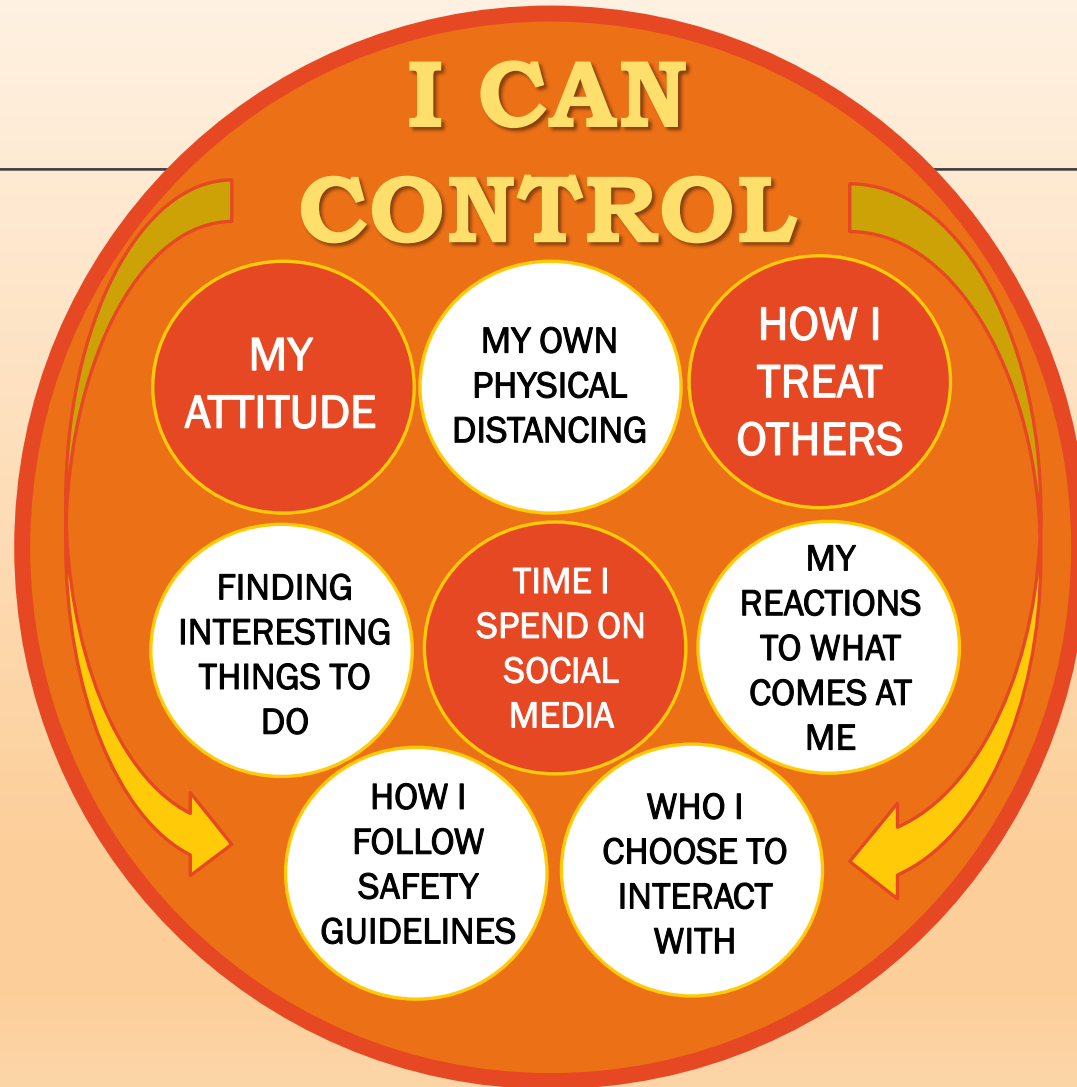 I CAN
CONTROL
MY
ATTITUDE
MY OWN
PHYSICAL
DISTANCING
HOW I
TREAT
OTHERS
FINDING
INTERESTING
THINGS TO
DO
TIME I
SPEND ON
SOCIAL
MEDIA
MY
REACTIONS
TO WHAT
COMES AT
ME
HOW I
FOLLOW
SAFETY
GUIDELINES
WHO I
CHOOSE TO
INTERACT
WITH